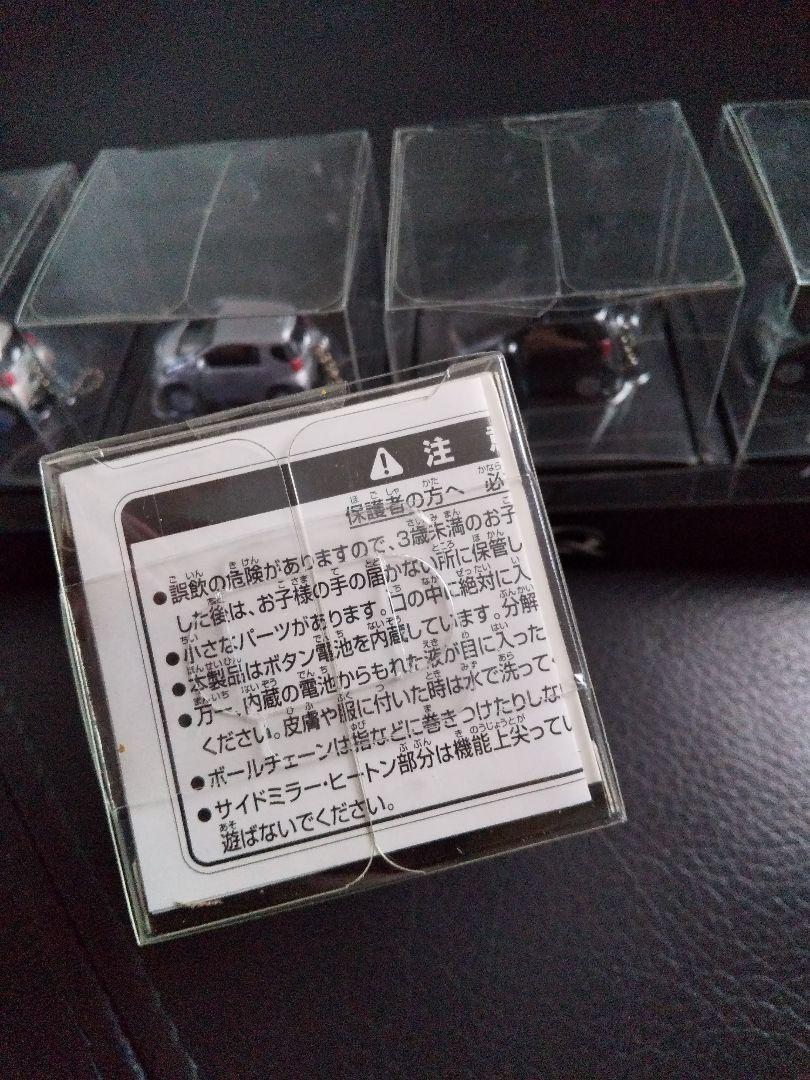 ⚠ 注
保護者の方へ 必
●誤飲の危険がありますので、3歳未満のお子
した後は、お子様の手の届かない所に保管し
●小さなパーツがあります。口の中に絶対に入
●本製品はボタン電池を内蔵しています。分解
●万一、内蔵の電池からもれた液が目に入った
ください。皮膚や服に付いた時は水で洗って
●ボールチェーンは指などに巻きつけたりしな
●サイドミラー・ヒートン部分は機能上尖ってい
遊ばないでください。